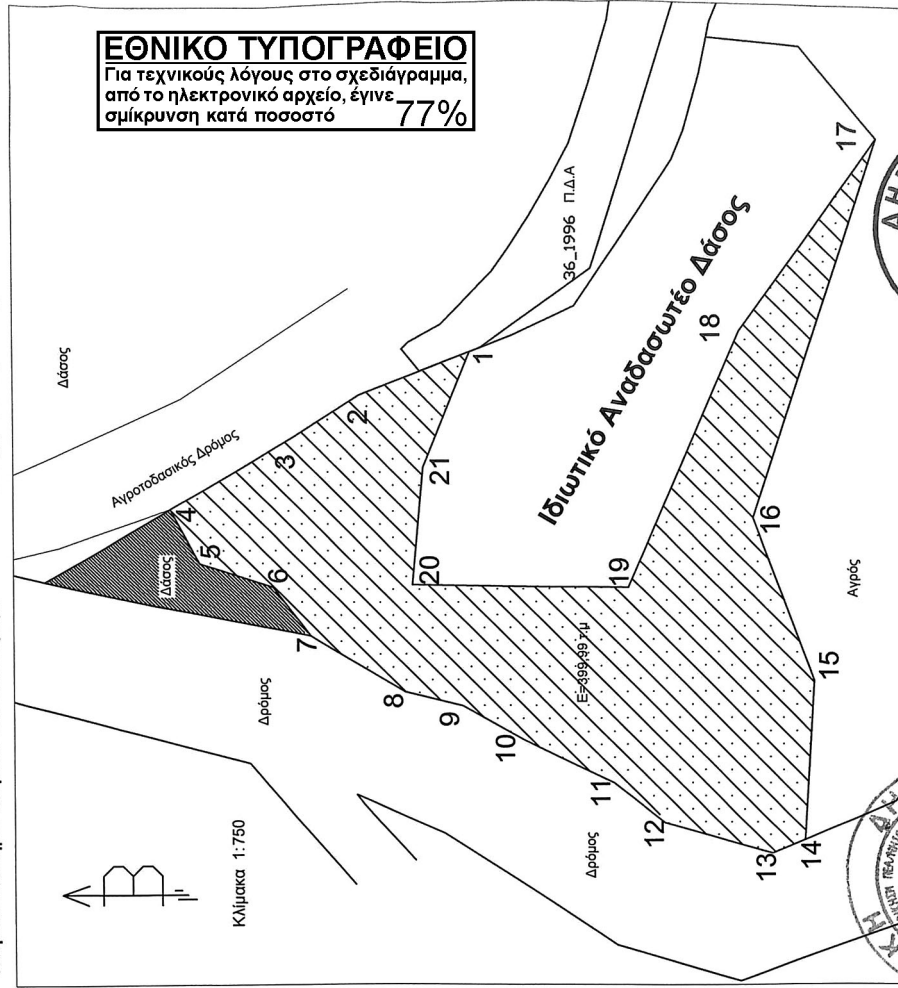 ΕΘΝΙΚΟ ΤΥΠΟΓΡΑΦΕΙΟ
Για τεχνικούς λόγους στο σχεδιάγραμμα,
από το ηλεκτρονικό αρχείο, έγινε
σμίκρυνση κατά ποσοστό 77%
Δάσος
Αγροτοδασικός Δρόμος
36_1996 Π.Δ.Α
Ιδιωτικό Αναδασωτέο Δάσος
Δάσος
Δρόμος
Ε=399,99 τ.μ
Δρόμος
Αγρός
Κλίμακα 1:750
Β
1
2
3
4
5
6
7
8
9
10
11
12
13
14
15
16
17
18
19
20
21